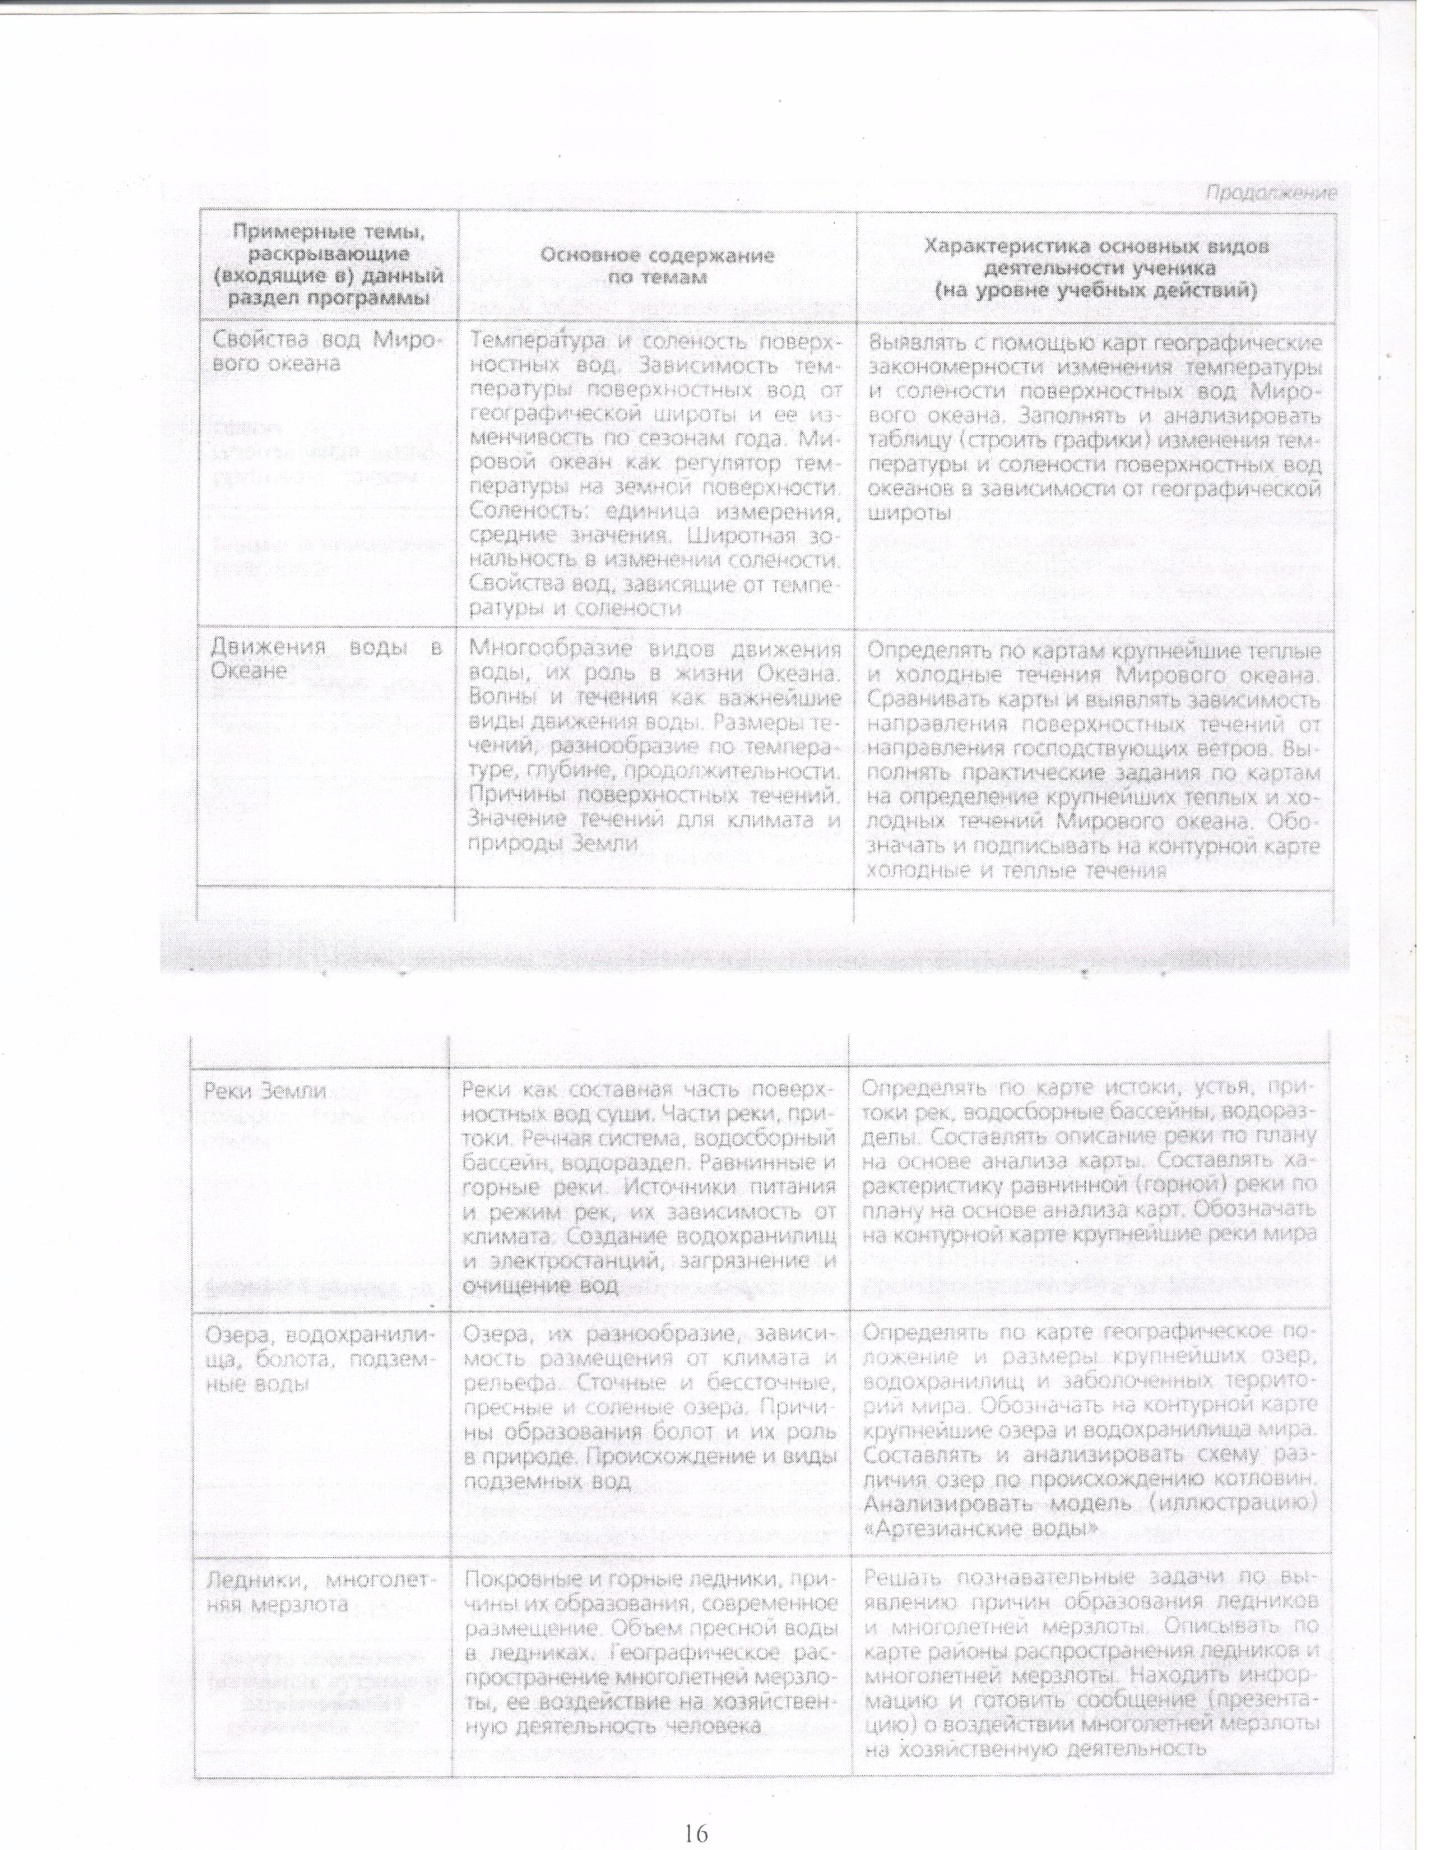 Продолжение
Примерные темы,
раскрывающие
(входящие в) данный
раздел программы
Основное содержание
по темам
Характеристика основных видов
деятельности ученика
(на уровне учебных действий)
Свойства вод Миро-
вого океана
Температура и соленость поверх-
ностных вод. Зависимость тем-
пературы поверхностных вод от
географической широты и ее из-
менчивость по сезонам года. Ми-
ровой океан как регулятор тем-
пературы на земной поверхности.
Соленость: единица измерения,
средние значения. Широтная зо-
нальность в изменении солености.
Свойства вод, зависящие от темпе-
ратуры и солености
Выявлять с помощью карт географические
закономерности изменения температуры
и солёности поверхностных вод Миро-
вого океана. Заполнять и анализировать
таблицу (строить графики) изменения тем-
пературы и солености поверхностных вод
океанов в зависимости от географической
широты
Движения воды в
Океане
Многообразие видов движения
воды, их роль в жизни Океана.
Волны и течения как важнейшие
виды движения воды. Размеры те-
чений, разнообразие по темпера-
туре, глубине, продолжительности.
Причины поверхностных течений.
Значение течений для климата и
природы Земли
Определять по картам крупнейшие теплые
и холодные течения Мирового океана.
Сравнивать карты и выявлять зависимость
направления поверхностных течений от
направления господствующих ветров. Вы-
полнять практические задания по картам
на определение крупнейших теплых и хо-
лодных течений Мирового океана. Обо-
значать и подписывать на контурной карте
холодные и теплые течения
Реки Земли
Реки как составная часть поверх-
ностных вод суши. Части реки, при-
токи. Речная система, водосборный
бассейн, водораздел. Равнинные и
горные реки. Источники питания
и режим рек, их зависимость от
климата. Создание водохранилищ
и электростанций, загрязнение и
очищение вод
Определять по карте истоки, устья, при-
токи рек, водосборные бассейны, водораз-
делы. Составлять описание реки по плану
на основе анализа карты. Составлять ха-
рактеристику равнинной (горной) реки по
плану на основе анализа карт. Обозначать
на контурной карте крупнейшие реки мира
Озера, водохранили-
ща, болота, подзем-
ные воды
Озера, их разнообразие, зависи-
мость размещения от климата и
рельефа. Сточные и бессточные,
пресные и соленые озера. Причи-
ны образования болот и их роль
в природе. Происхождение и виды
подземных вод
Определять по карте географическое по-
ложение и размеры крупнейших озер,
водохранилищ и заболоченных террито-
рий мира. Обозначать на контурной карте
крупнейшие озера и водохранилища мира.
Составлять и анализировать схему раз-
личия озер по происхождению котловин.
Анализировать модель (иллюстрацию)
«Артезианские воды»
Ледники, многолет-
няя мерзлота
Покровные и горные ледники, при-
чины их образования, современное
размещение. Объем пресной воды
в ледниках. Географическое рас-
пространение многолетней мерзло-
ты, ее воздействие на хозяйствен-
ную деятельность человека
Решать познавательные задачи по вы-
явлению причин образования ледников
и многолетней мерзлоты. Описывать по
карте районы распространения ледников и
многолетней мерзлоты. Находить инфор-
мацию и готовить сообщение (презента-
цию) о воздействии многолетней мерзлоты
на хозяйственную деятельность
16